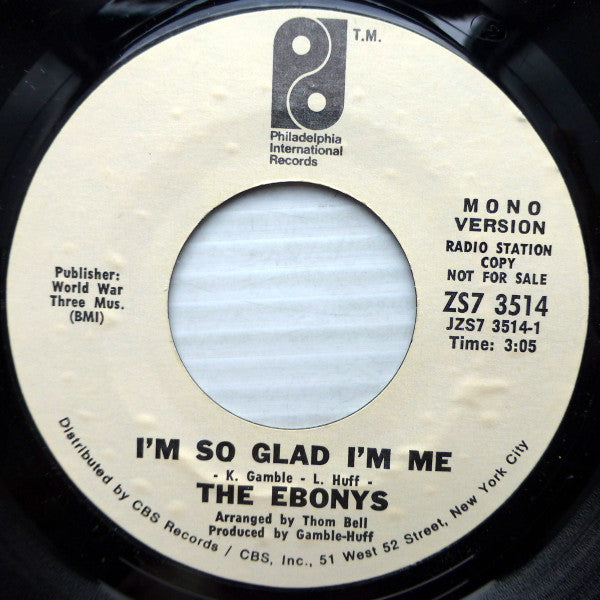 T.M.
Philadelphia
International
Records
MONO
VERSION
RADIO STATION
COPY
NOT FOR SALE
ZS7 3514
JZS7 3514-1
Time: 3:05
Publisher:
World War
Three Mus.
(BMI)
I'M SO GLAD I'M ME
- K. Gamble - L. Huff -
THE EBONYS
Arranged by Thom Bell
Produced by Gamble-Huff
Distributed by CBS Records / CBS, Inc., 51 West 52 Street, New York City